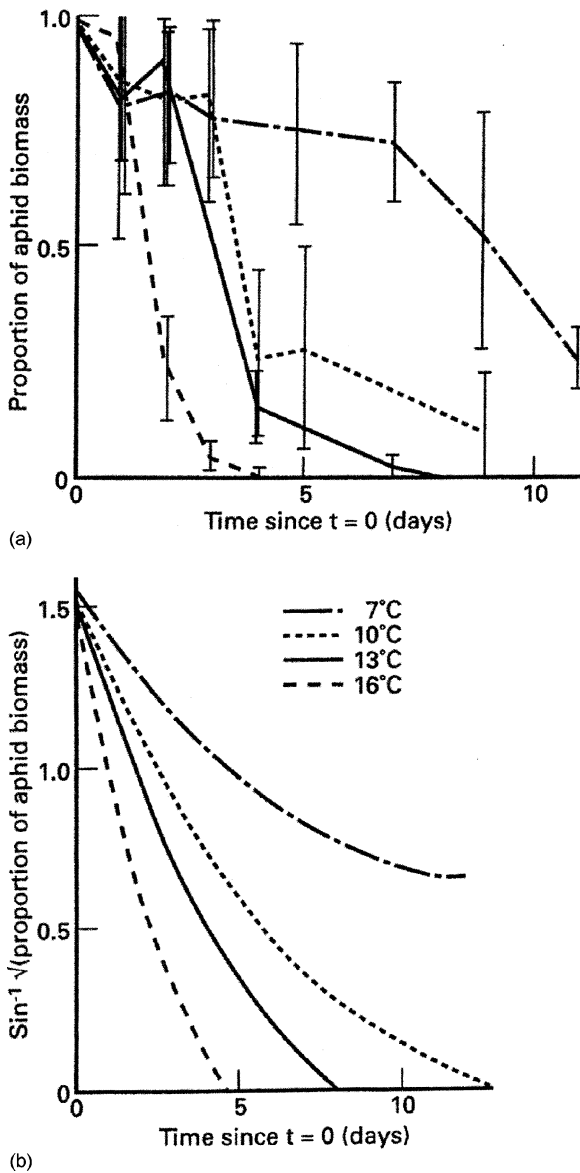 1.0
Proportion of aphid biomass
0.5
0
0 5 10
Time since t = 0 (days)
(a)
1.5
7°C
10°C
13°C
16°C
1.0
Sin⁻¹ √(proportion of aphid biomass)
0.5
0
0 5 10
Time since t = 0 (days)
(b)